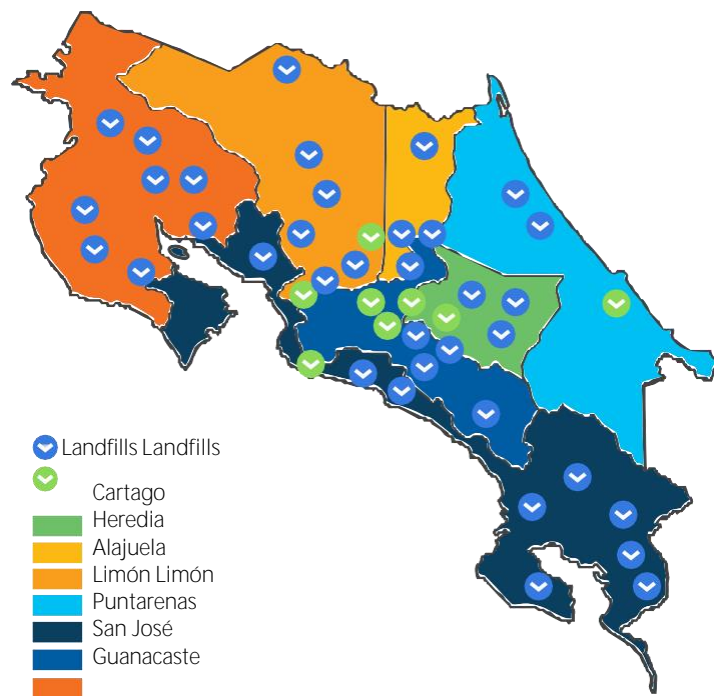 Landfills Landfills
Cartago
Heredia
Alajuela
Limón Limón
Puntarenas
San José
Guanacaste